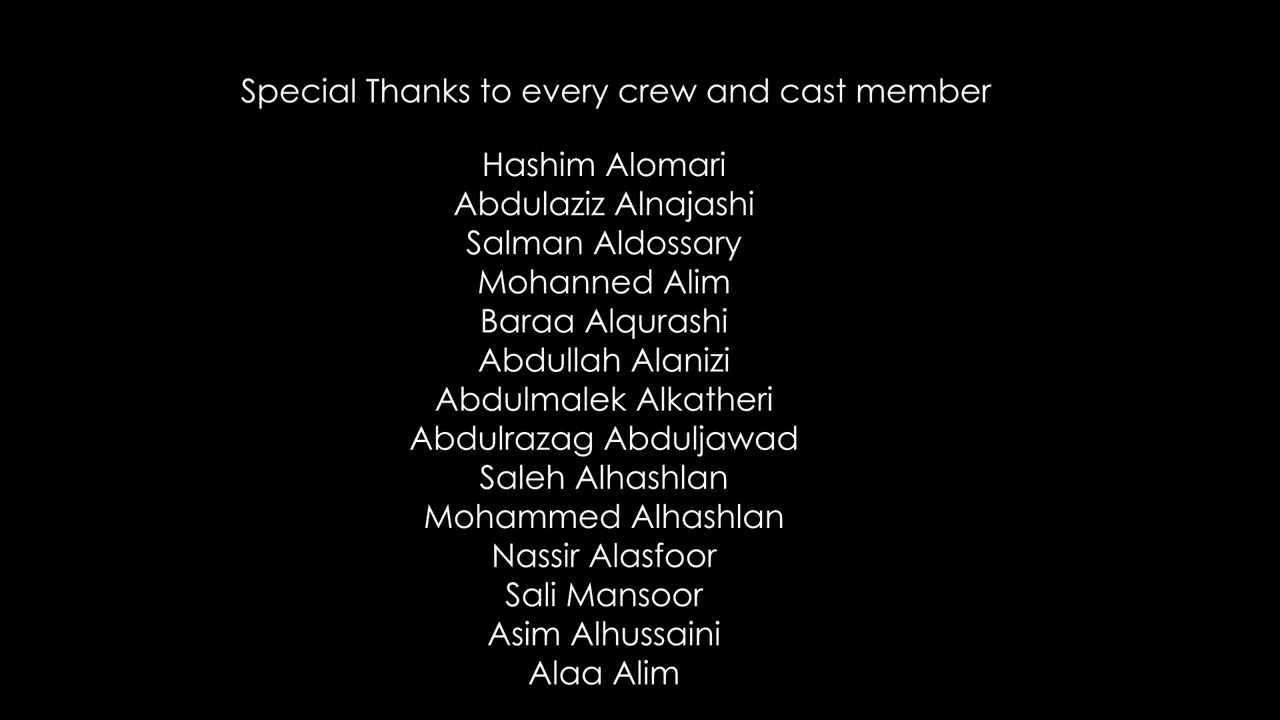 Special Thanks to every crew and cast member
Hashim Alomari
Abdulaziz Alnajashi
Salman Aldossary
Mohanned Alim
Baraa Alqurashi
Abdullah Alanizi
Abdulmalek Alkatheri
Abdulrazag Abduljawad
Saleh Alhashlan
Mohammed Alhashlan
Nassir Alasfoor
Sali Mansoor
Asim Alhussaini
Alaa Alim